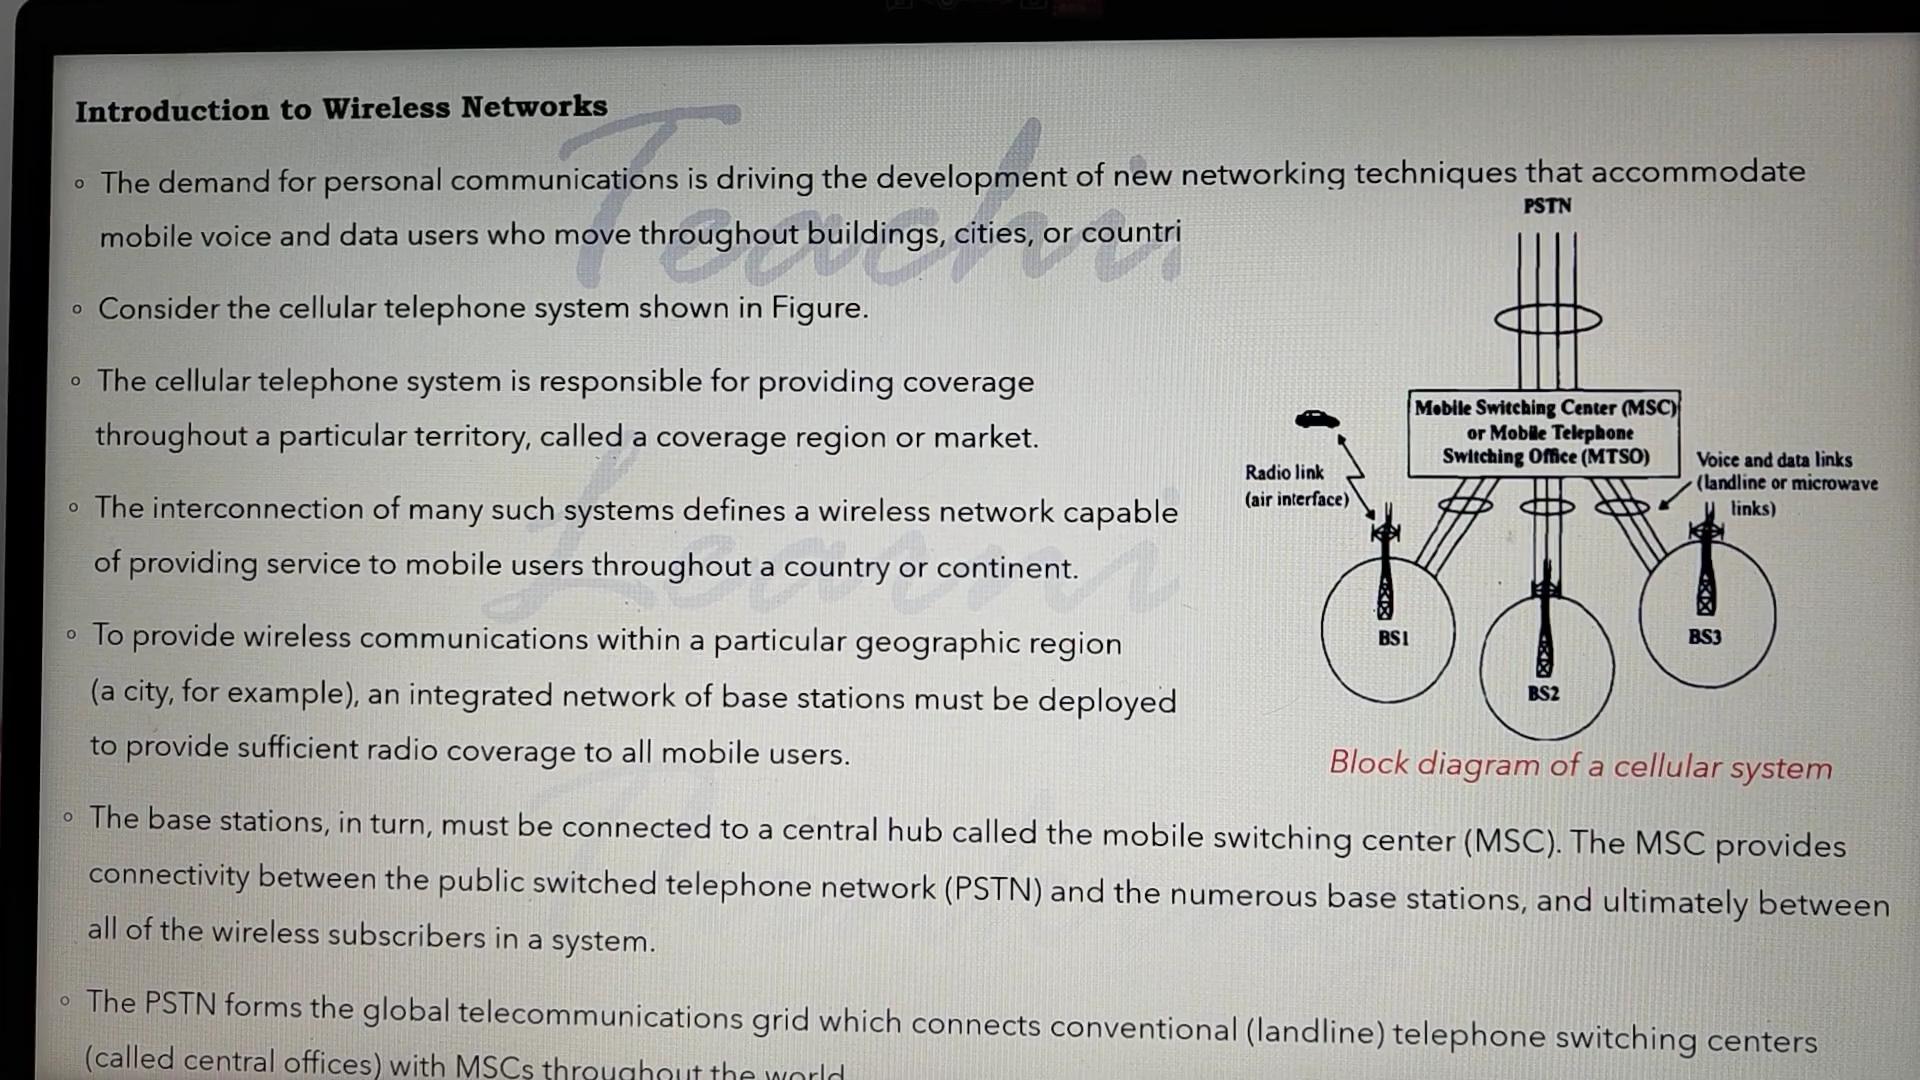 Introduction to Wireless Networks
◦ The demand for personal communications is driving the development of new networking techniques that accommodate
mobile voice and data users who move throughout buildings, cities, or countri
◦ Consider the cellular telephone system shown in Figure.
◦ The cellular telephone system is responsible for providing coverage
throughout a particular territory, called a coverage region or market.
◦ The interconnection of many such systems defines a wireless network capable
of providing service to mobile users throughout a country or continent.
◦ To provide wireless communications within a particular geographic region
(a city, for example), an integrated network of base stations must be deployed
to provide sufficient radio coverage to all mobile users.
PSTN
Mobile Switching Center (MSC)
or Mobile Telephone
Switching Office (MTSO)
Radio link
(air interface)
Voice and data links
(landline or microwave
links)
BS1
BS2
BS3
Block diagram of a cellular system
◦ The base stations, in turn, must be connected to a central hub called the mobile switching center (MSC). The MSC provides
connectivity between the public switched telephone network (PSTN) and the numerous base stations, and ultimately between
all of the wireless subscribers in a system.
◦ The PSTN forms the global telecommunications grid which connects conventional (landline) telephone switching centers
(called central offices) with MSCs throughout the world
Teachi
Learni